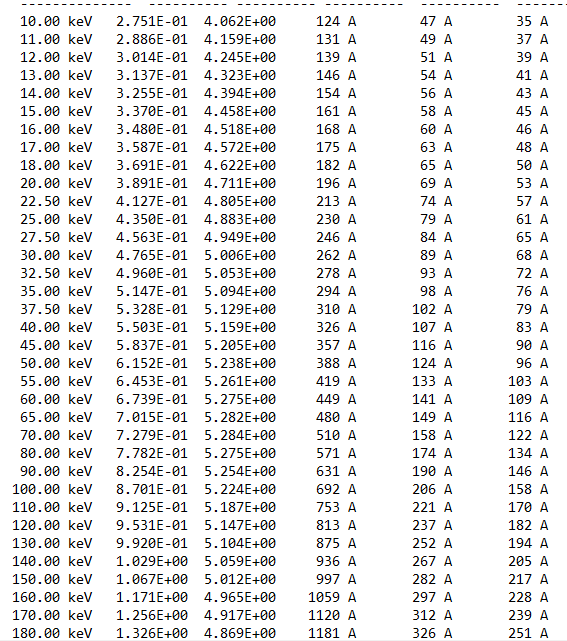 --------------  ---------- ---------- ----------  ----------  ----------
10.00 keV   2.751E-01  4.062E+00     124 A        47 A        35 A
11.00 keV   2.886E-01  4.159E+00     131 A        49 A        37 A
12.00 keV   3.014E-01  4.245E+00     139 A        51 A        39 A
13.00 keV   3.137E-01  4.323E+00     146 A        54 A        41 A
14.00 keV   3.255E-01  4.394E+00     154 A        56 A        43 A
15.00 keV   3.370E-01  4.458E+00     161 A        58 A        45 A
16.00 keV   3.480E-01  4.518E+00     168 A        60 A        46 A
17.00 keV   3.587E-01  4.572E+00     175 A        63 A        48 A
18.00 keV   3.691E-01  4.622E+00     182 A        65 A        50 A
20.00 keV   3.891E-01  4.711E+00     196 A        69 A        53 A
22.50 keV   4.127E-01  4.805E+00     213 A        74 A        57 A
25.00 keV   4.350E-01  4.883E+00     230 A        79 A        61 A
27.50 keV   4.563E-01  4.949E+00     246 A        84 A        65 A
30.00 keV   4.765E-01  5.006E+00     262 A        89 A        68 A
32.50 keV   4.960E-01  5.053E+00     278 A        93 A        72 A
35.00 keV   5.147E-01  5.094E+00     294 A        98 A        76 A
37.50 keV   5.328E-01  5.129E+00     310 A       102 A        79 A
40.00 keV   5.503E-01  5.159E+00     326 A       107 A        83 A
45.00 keV   5.837E-01  5.205E+00     357 A       116 A        90 A
50.00 keV   6.152E-01  5.238E+00     388 A       124 A        96 A
55.00 keV   6.453E-01  5.261E+00     419 A       133 A       103 A
60.00 keV   6.739E-01  5.275E+00     449 A       141 A       109 A
65.00 keV   7.015E-01  5.282E+00     480 A       149 A       116 A
70.00 keV   7.279E-01  5.284E+00     510 A       158 A       122 A
80.00 keV   7.782E-01  5.275E+00     571 A       174 A       134 A
90.00 keV   8.254E-01  5.254E+00     631 A       190 A       146 A
100.00 keV   8.701E-01  5.224E+00     692 A       206 A       158 A
110.00 keV   9.125E-01  5.187E+00     753 A       221 A       170 A
120.00 keV   9.531E-01  5.147E+00     813 A       237 A       182 A
130.00 keV   9.920E-01  5.104E+00     875 A       252 A       194 A
140.00 keV   1.029E+00  5.059E+00     936 A       267 A       205 A
150.00 keV   1.067E+00  5.012E+00     997 A       282 A       217 A
160.00 keV   1.171E+00  4.965E+00    1059 A       297 A       228 A
170.00 keV   1.256E+00  4.917E+00    1120 A       312 A       239 A
180.00 keV   1.326E+00  4.869E+00    1181 A       326 A       251 A